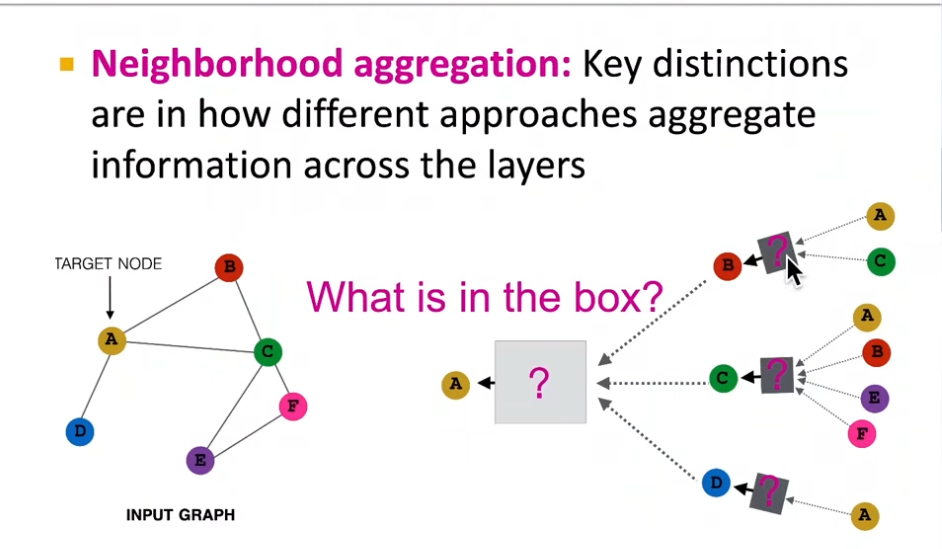 Neighborhood aggregation: Key distinctions
are in how different approaches aggregate
information across the layers
TARGET NODE
B
A
C
F
D
E
INPUT GRAPH
What is in the box?
A
?
B
?
A
C
C
?
A
B
E
F
D
?
A